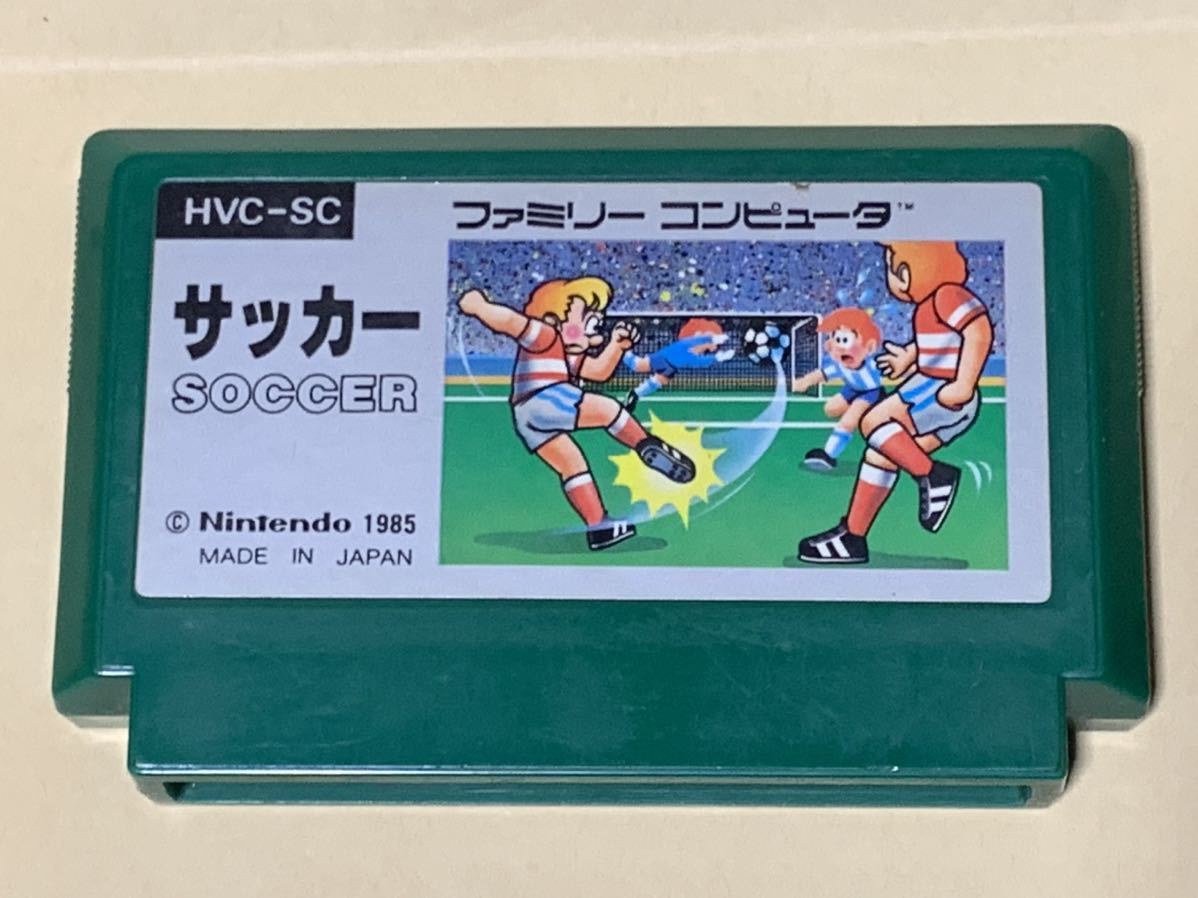 HVC-SC
ファミリー コンピュータ™
サッカー
SOCCER
© Nintendo 1985
MADE IN JAPAN